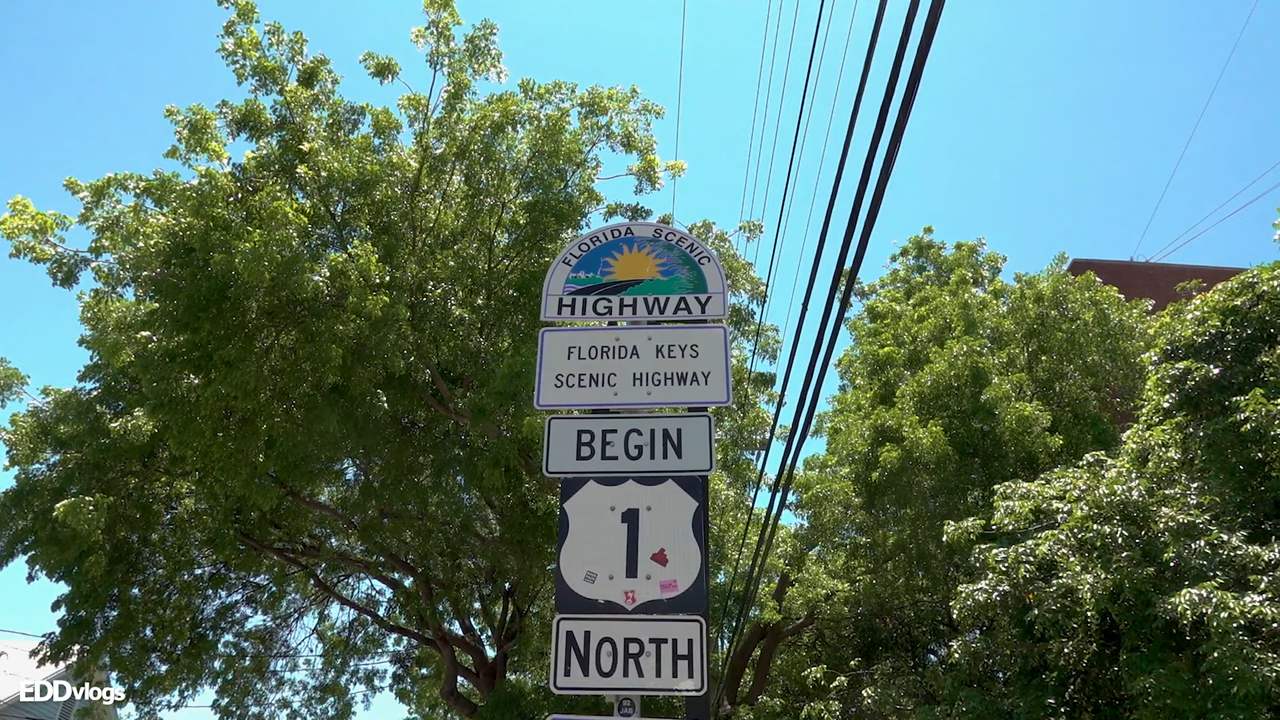 FLORIDA SCENIC
HIGHWAY
FLORIDA KEYS
SCENIC HIGHWAY
BEGIN
1
NORTH
EDDvlogs